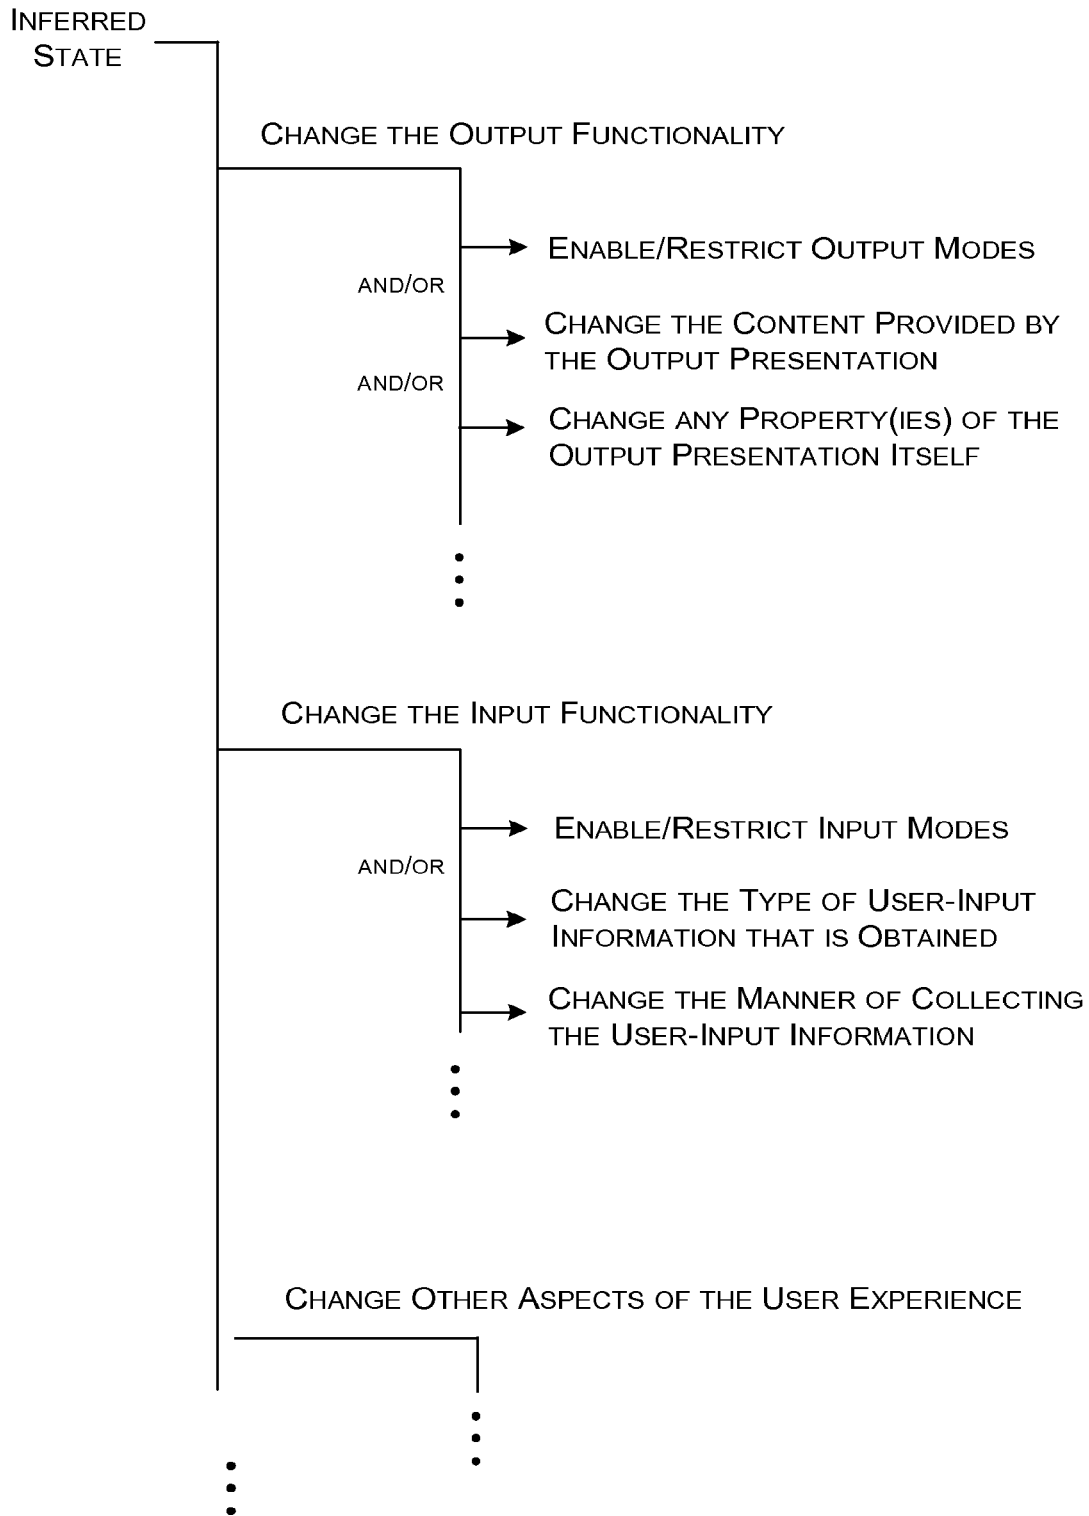 INFERRED
STATE
CHANGE THE OUTPUT FUNCTIONALITY
ENABLE/RESTRICT OUTPUT MODES
AND/OR
CHANGE THE CONTENT PROVIDED BY
THE OUTPUT PRESENTATION
AND/OR
CHANGE ANY PROPERTY(IES) OF THE
OUTPUT PRESENTATION ITSELF
CHANGE THE INPUT FUNCTIONALITY
ENABLE/RESTRICT INPUT MODES
AND/OR
CHANGE THE TYPE OF USER-INPUT
INFORMATION THAT IS OBTAINED
CHANGE THE MANNER OF COLLECTING
THE USER-INPUT INFORMATION
CHANGE OTHER ASPECTS OF THE USER EXPERIENCE